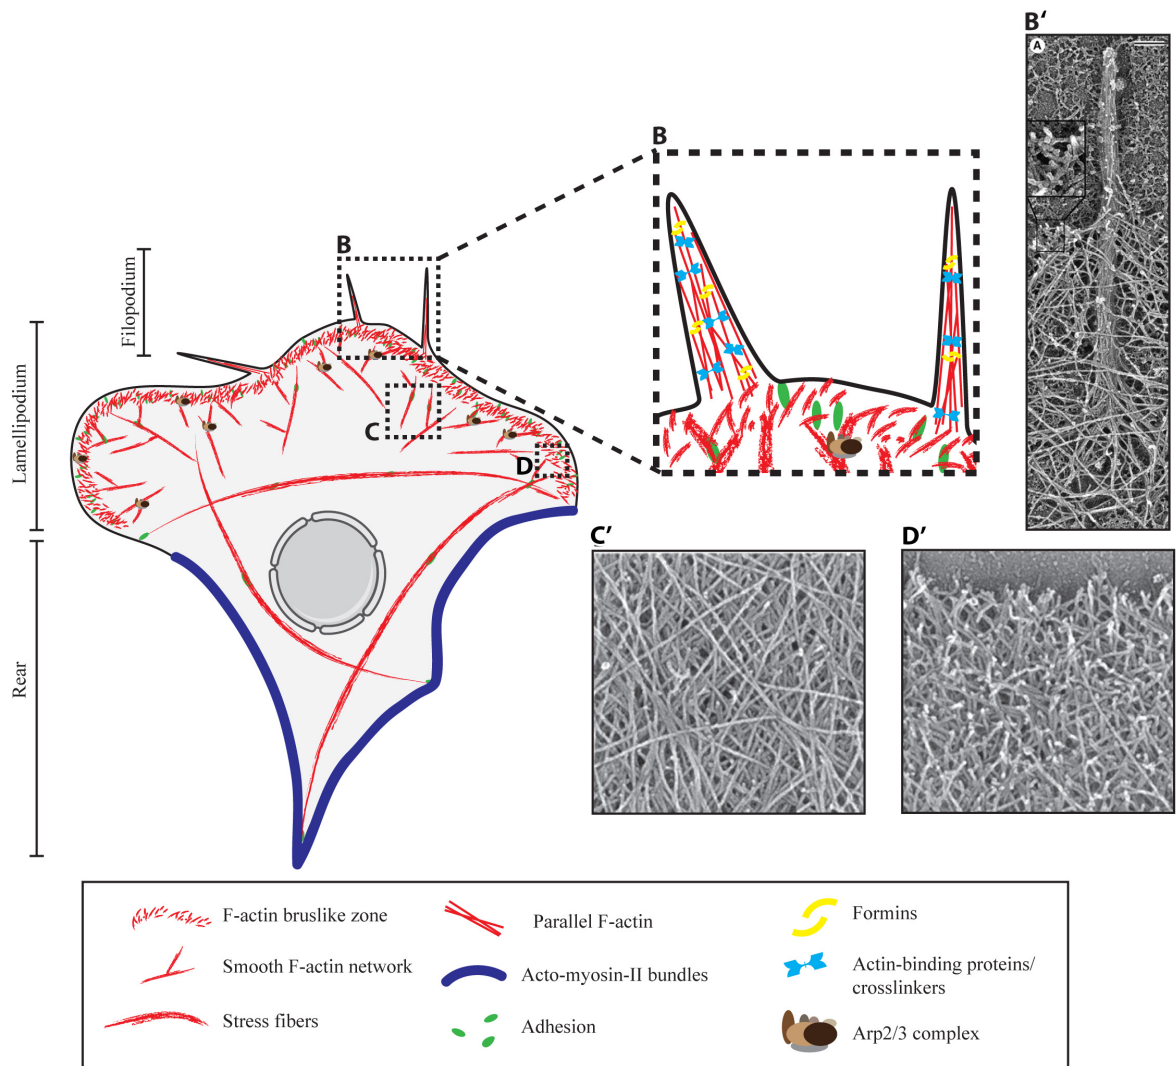 B'
A
B
B
Filopodium
Lamellipodum
C
D
C'
D'
Rear
F-actin bruslike zone
Parallel F-actin
Formins
Smooth F-actin network
Acto-myosin-II bundles
Actin-binding proteins/
crosslinkers
Stress fibers
Adhesion
Arp2/3 complex